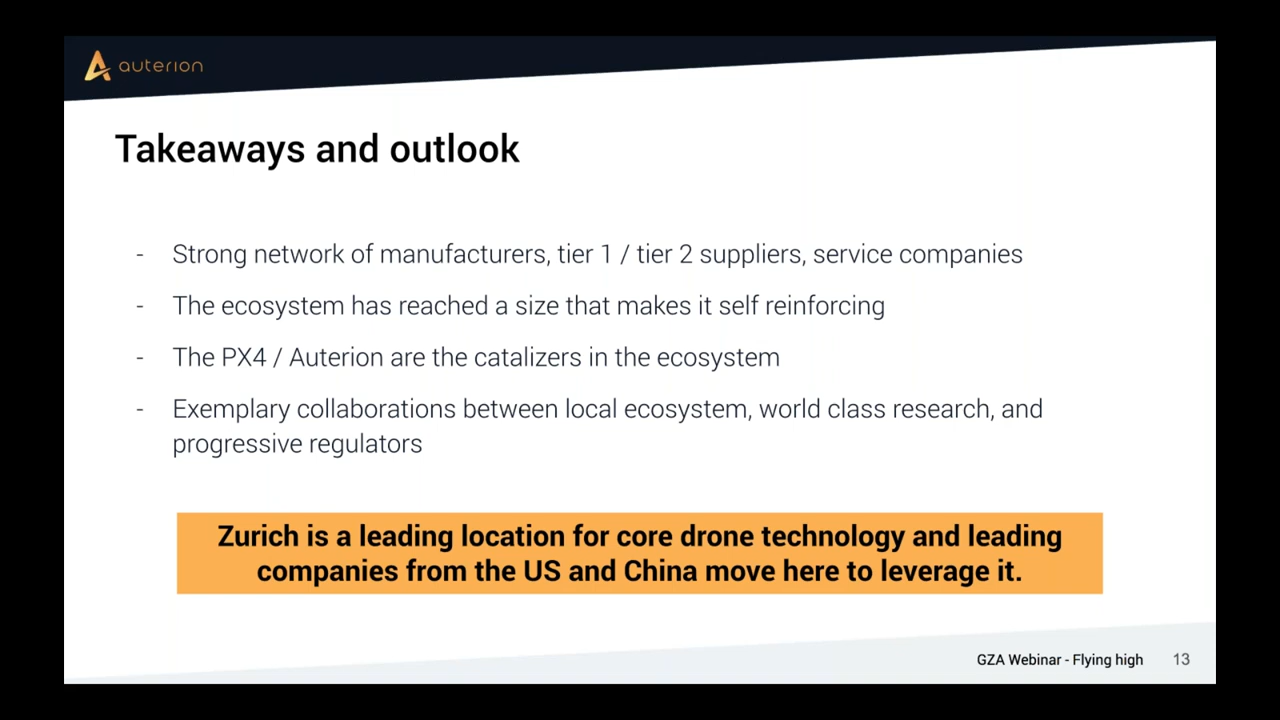 auterion
Takeaways and outlook
- Strong network of manufacturers, tier 1 / tier 2 suppliers, service companies
- The ecosystem has reached a size that makes it self reinforcing
- The PX4 / Auterion are the catalizers in the ecosystem
- Exemplary collaborations between local ecosystem, world class research, and
progressive regulators
Zurich is a leading location for core drone technology and leading
companies from the US and China move here to leverage it.
GZA Webinar - Flying high 13